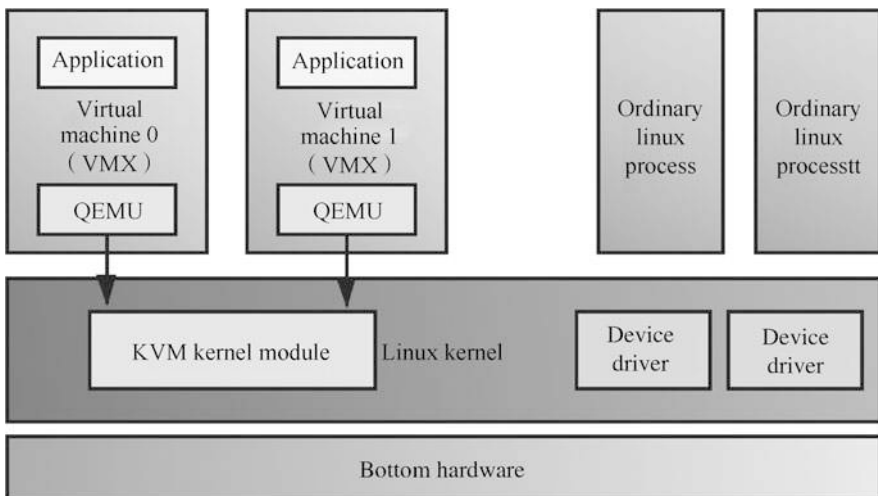 Application
Virtual
machine 0
( VMX )
QEMU
Application
Virtual
machine 1
( VMX )
QEMU
Ordinary
linux
process
Ordinary
linux
processtt
KVM kernel module
Linux kernel
Device
driver
Device
driver
Bottom hardware